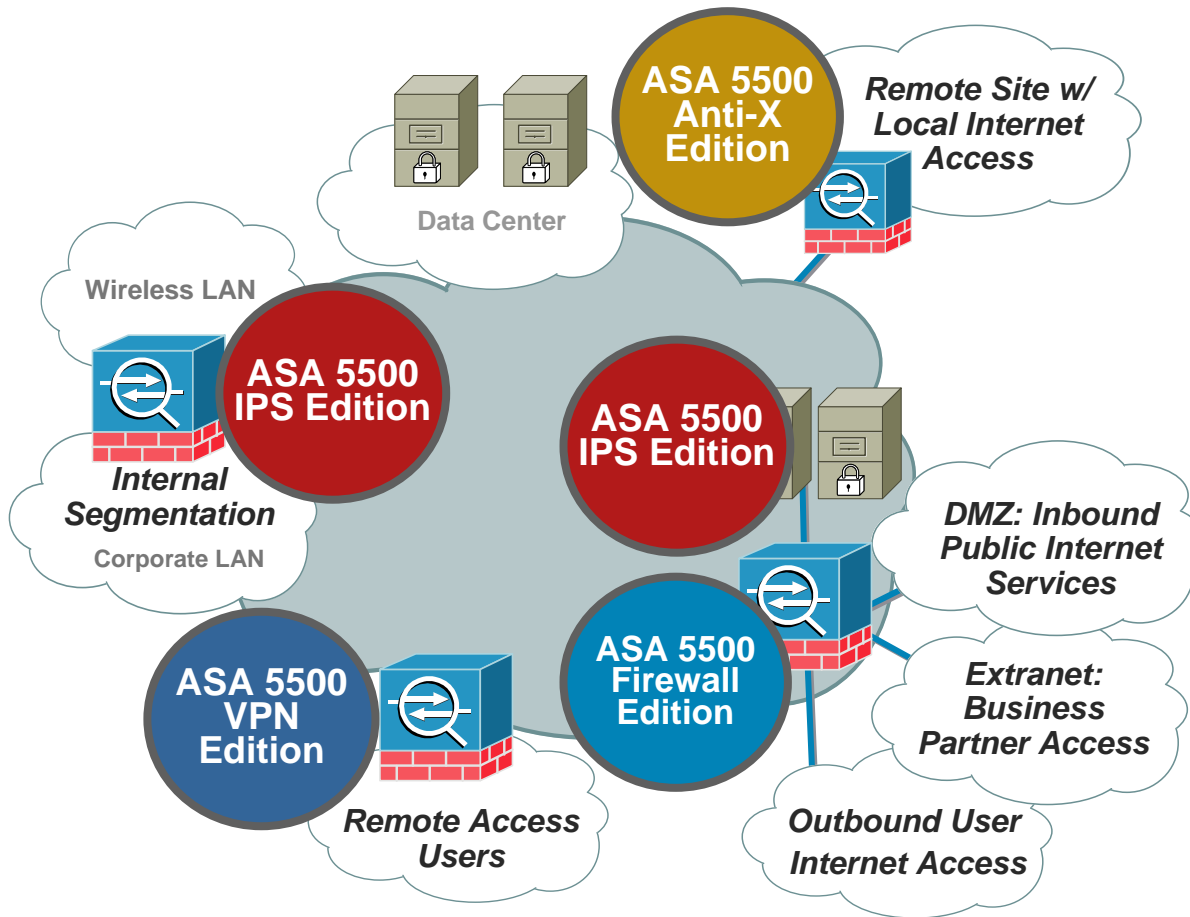 ASA 5500
Anti-X
Edition
Remote Site w/
Local Internet
Access
Data Center
Wireless LAN
ASA 5500
IPS Edition
ASA 5500
IPS Edition
Internal
Segmentation
Corporate LAN
DMZ: Inbound
Public Internet
Services
ASA 5500
VPN
Edition
ASA 5500
Firewall
Edition
Extranet:
Business
Partner Access
Remote Access
Users
Outbound User
Internet Access